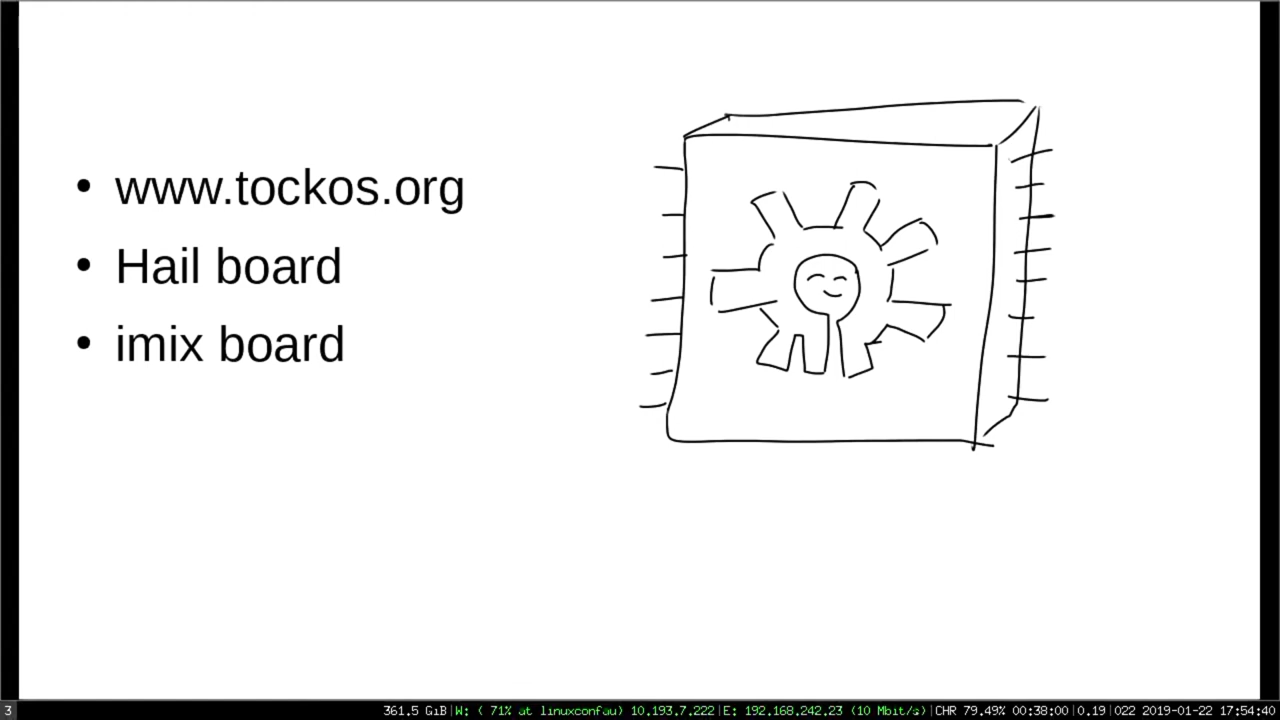 • www.tockos.org
• Hail board
• imix board
3 361.5 GiB|W: ( 71% at linuxconfau) 10.193.7.222|E: 192.168.242.23 (10 Mbit/s)|CHR 79.49% 00:38:00|0.19|022 2019-01-22 17:54:40